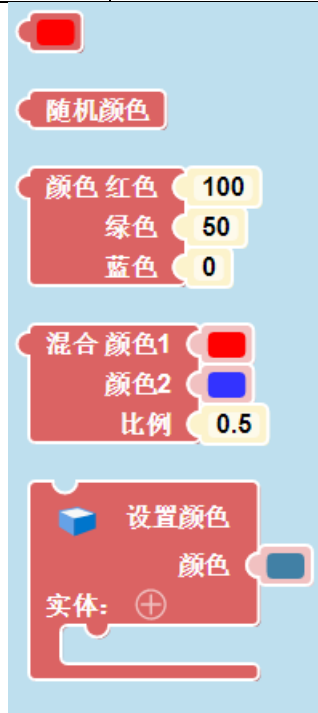 随机颜色
颜色 红色 100
绿色 50
蓝色 0
混合 颜色1
颜色2
比例 0.5
设置颜色
颜色
实体：